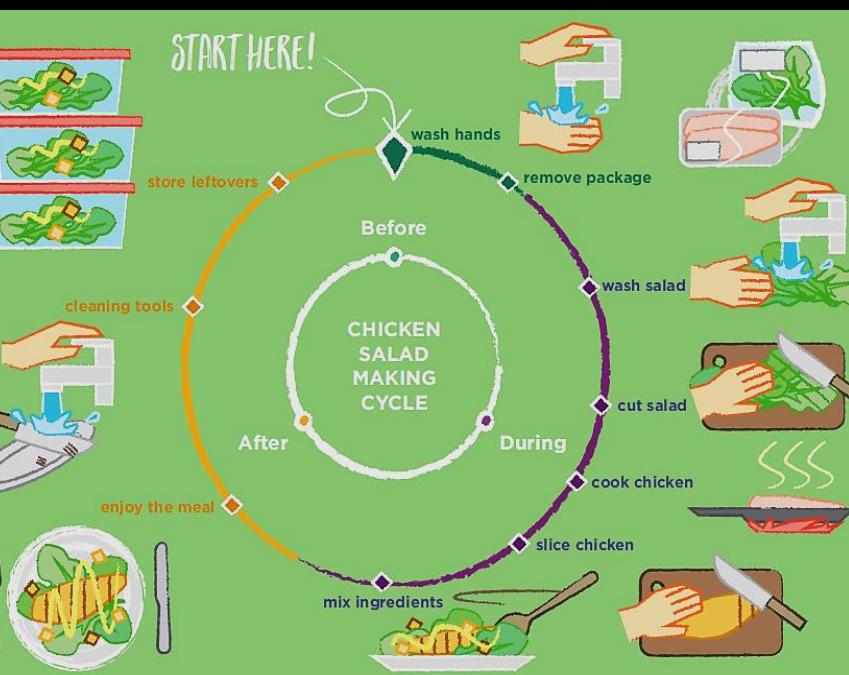 START HERE!
wash hands
remove package
wash salad
cut salad
cook chicken
slice chicken
mix ingredients
enjoy the meal
cleaning tools
store leftovers
Before
During
After
CHICKEN
SALAD
MAKING
CYCLE